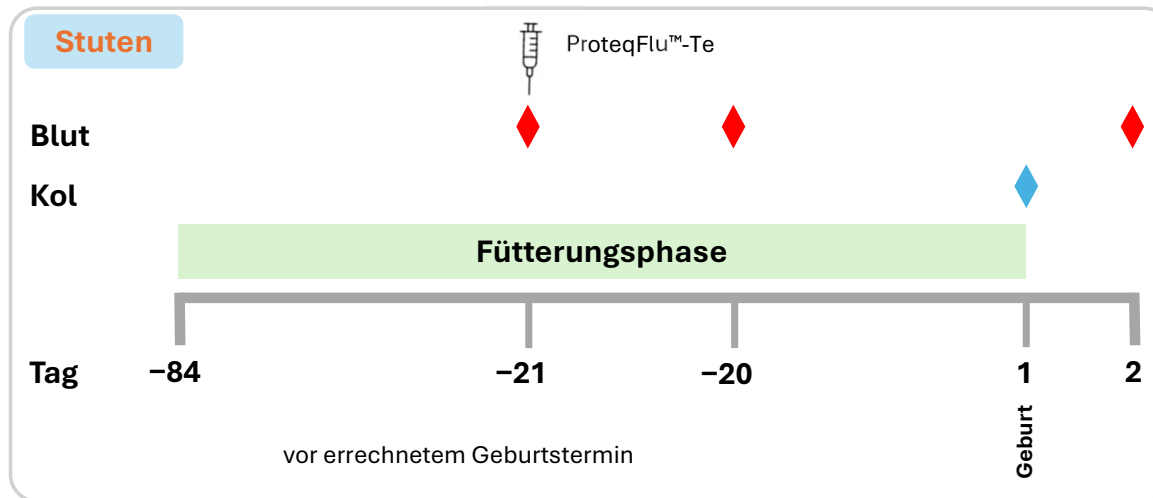 Stuten
ProteqFlu™-Te
Blut
Kol
Fütterungsphase
Tag −84 −21 −20 1 2
Geburt
vor errechnetem Geburtstermin